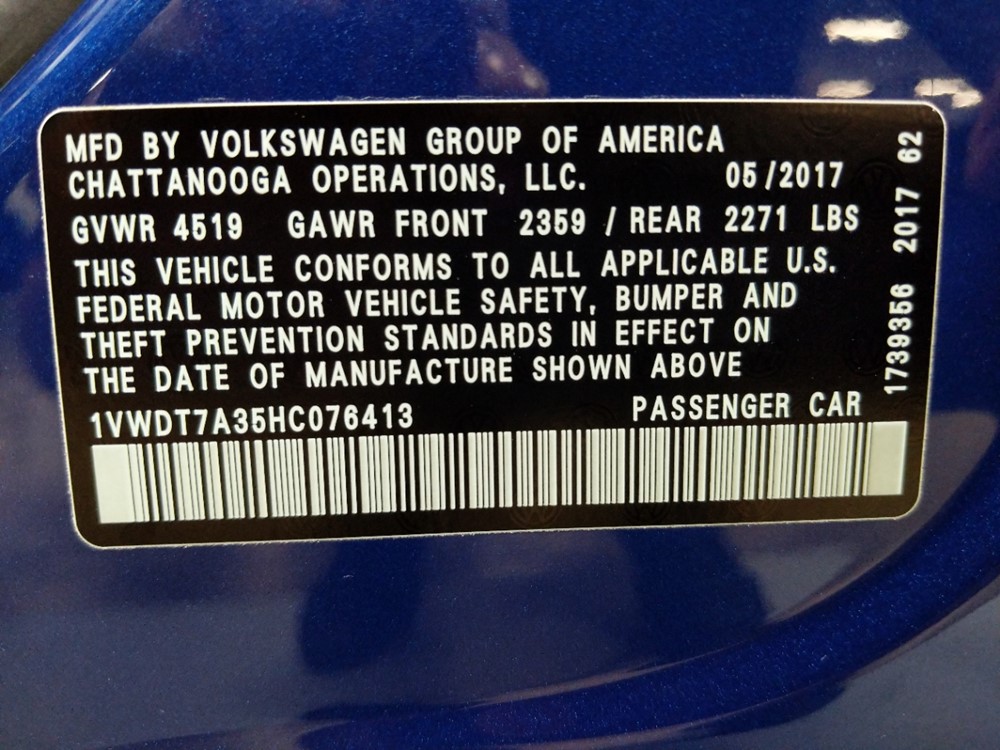 MFD BY VOLKSWAGEN GROUP OF AMERICA
CHATTANOOGA OPERATIONS, LLC. 05/2017
GVWR 4519 GAWR FRONT 2359 / REAR 2271 LBS
THIS VEHICLE CONFORMS TO ALL APPLICABLE U.S.
FEDERAL MOTOR VEHICLE SAFETY, BUMPER AND
THEFT PREVENTION STANDARDS IN EFFECT ON
THE DATE OF MANUFACTURE SHOWN ABOVE
1VWDT7A35HC076413 PASSENGER CAR
1739356 2017 62